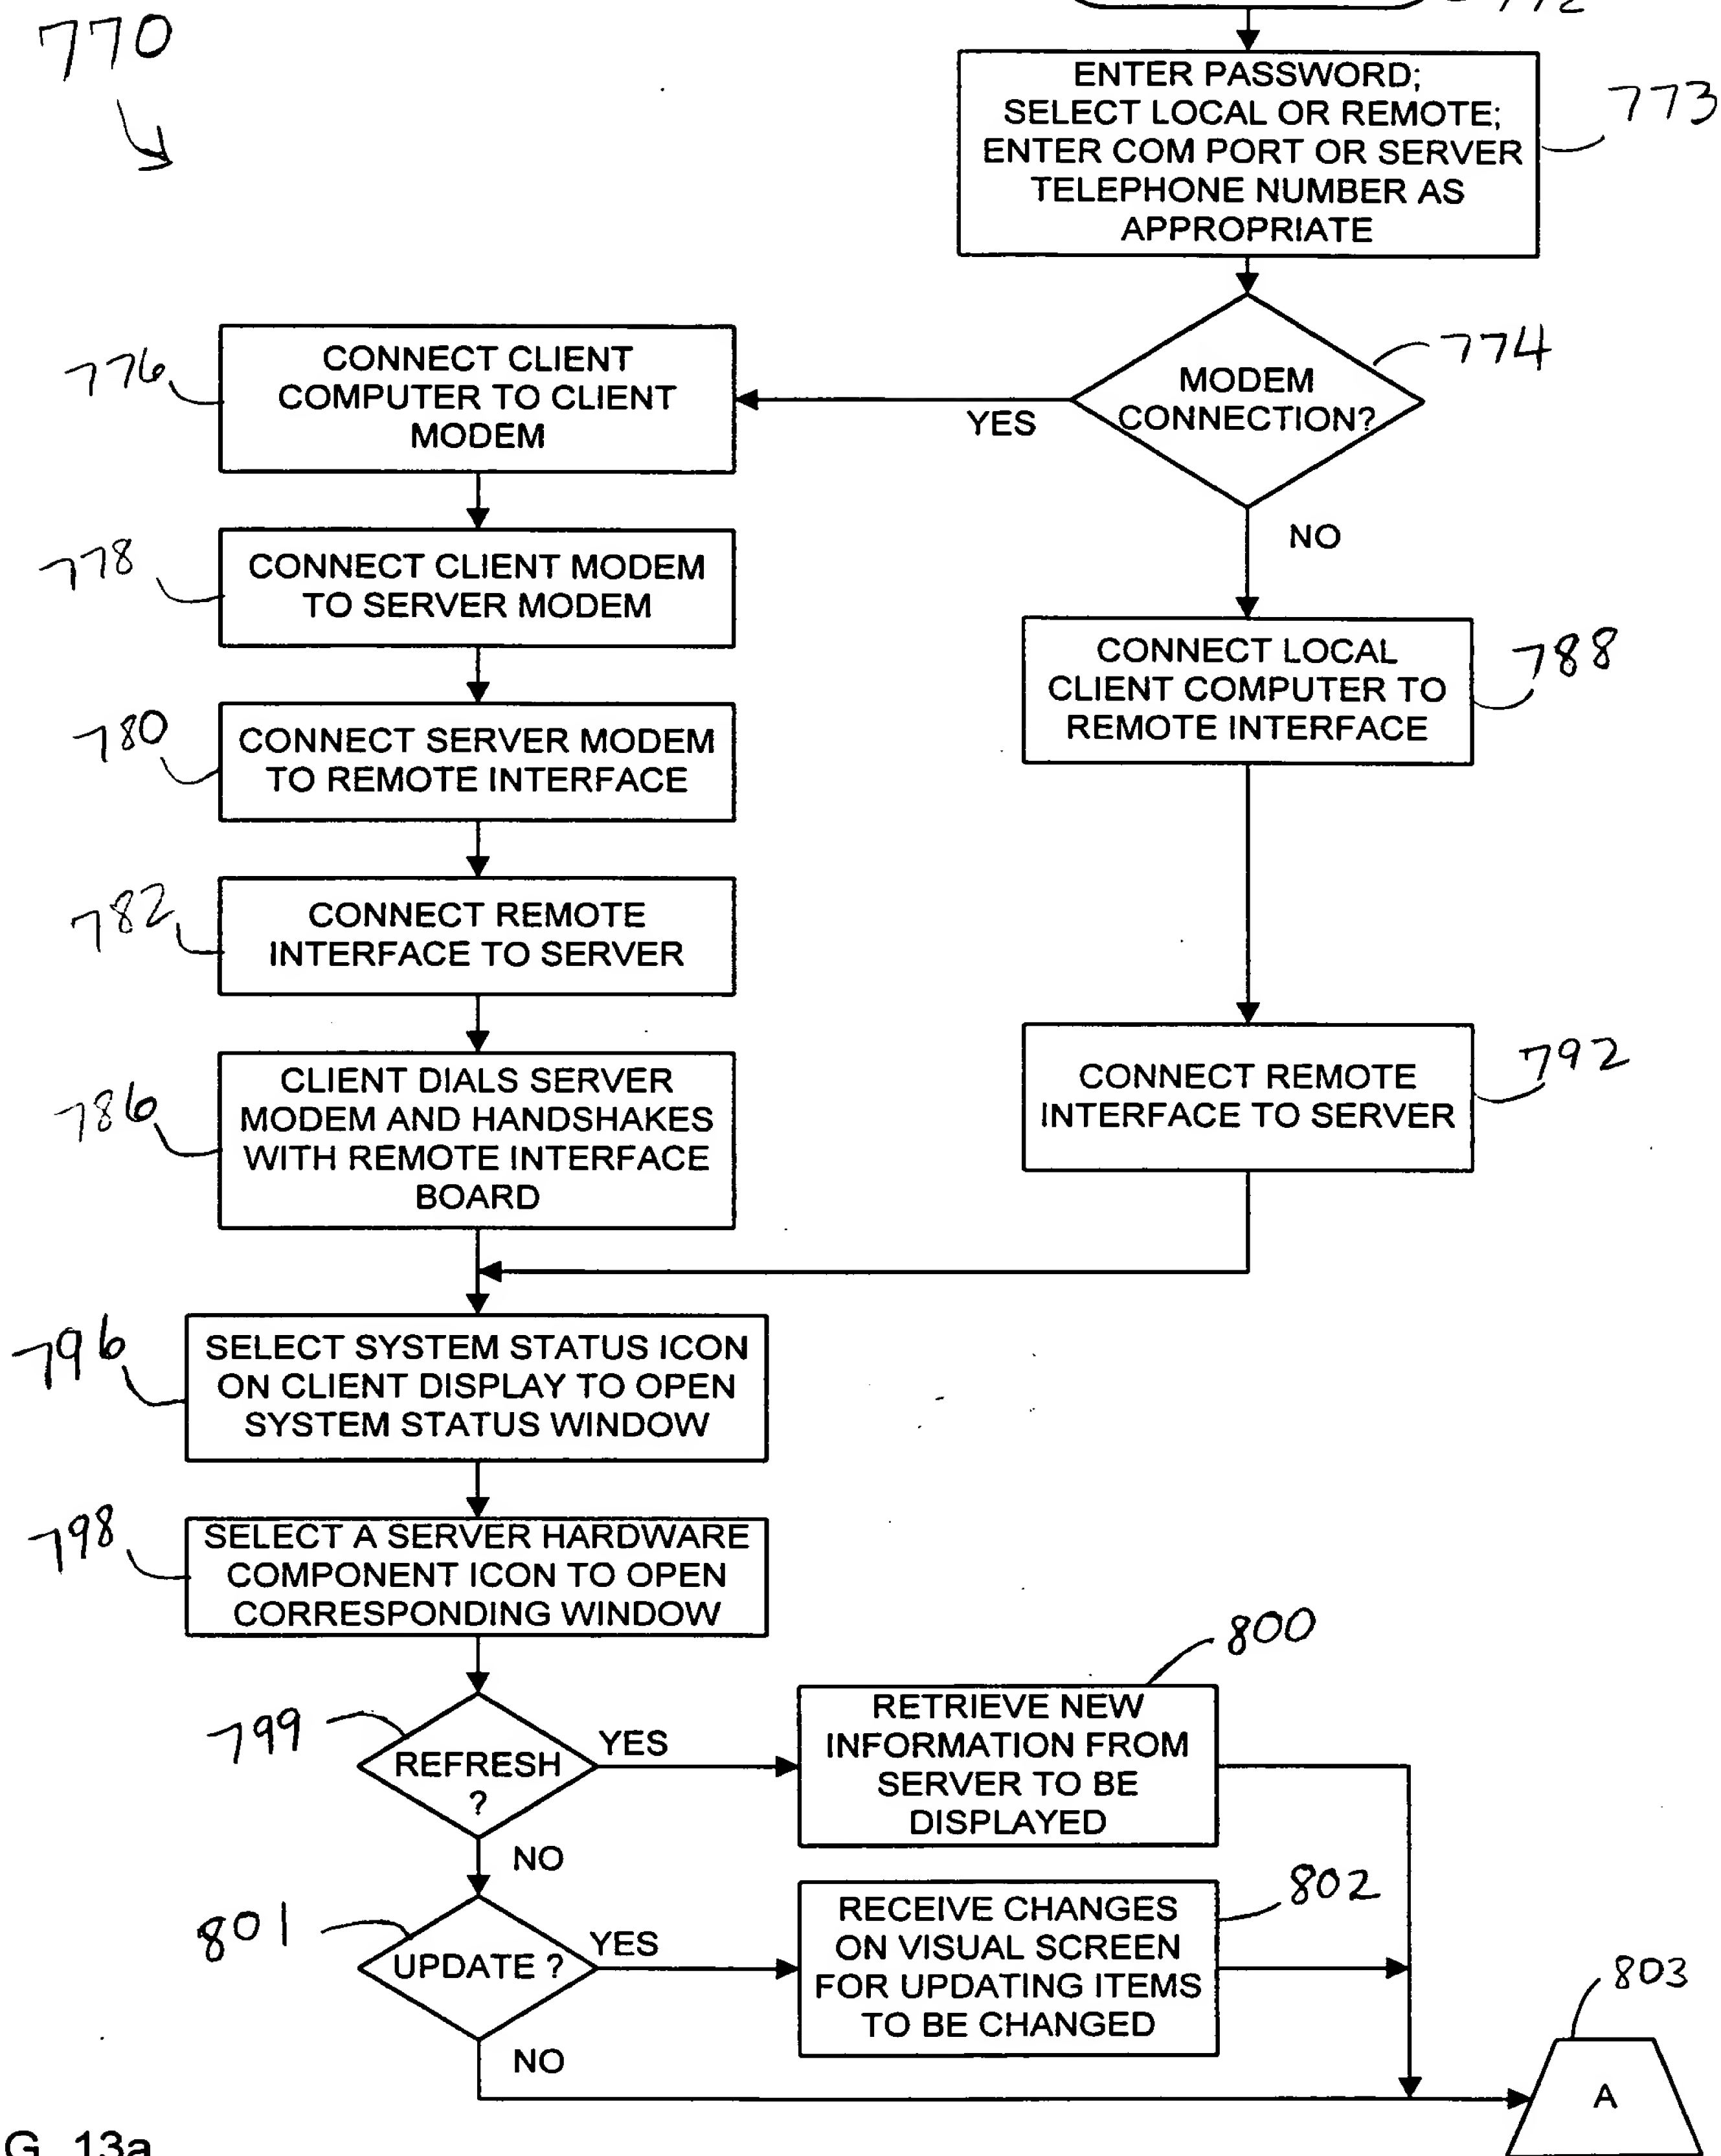 770
772
ENTER PASSWORD;
SELECT LOCAL OR REMOTE;
ENTER COM PORT OR SERVER
TELEPHONE NUMBER AS
APPROPRIATE
773
MODEM
CONNECTION?
774
YES
NO
776
CONNECT CLIENT
COMPUTER TO CLIENT
MODEM
778
CONNECT CLIENT MODEM
TO SERVER MODEM
780
CONNECT SERVER MODEM
TO REMOTE INTERFACE
782
CONNECT REMOTE
INTERFACE TO SERVER
786
CLIENT DIALS SERVER
MODEM AND HANDSHAKES
WITH REMOTE INTERFACE
BOARD
CONNECT LOCAL
CLIENT COMPUTER TO
REMOTE INTERFACE
788
CONNECT REMOTE
INTERFACE TO SERVER
792
796
SELECT SYSTEM STATUS ICON
ON CLIENT DISPLAY TO OPEN
SYSTEM STATUS WINDOW
798
SELECT A SERVER HARDWARE
COMPONENT ICON TO OPEN
CORRESPONDING WINDOW
799
REFRESH
?
YES
NO
RETRIEVE NEW
INFORMATION FROM
SERVER TO BE
DISPLAYED
800
801
UPDATE ?
YES
NO
RECEIVE CHANGES
ON VISUAL SCREEN
FOR UPDATING ITEMS
TO BE CHANGED
802
803
A
G. 13a